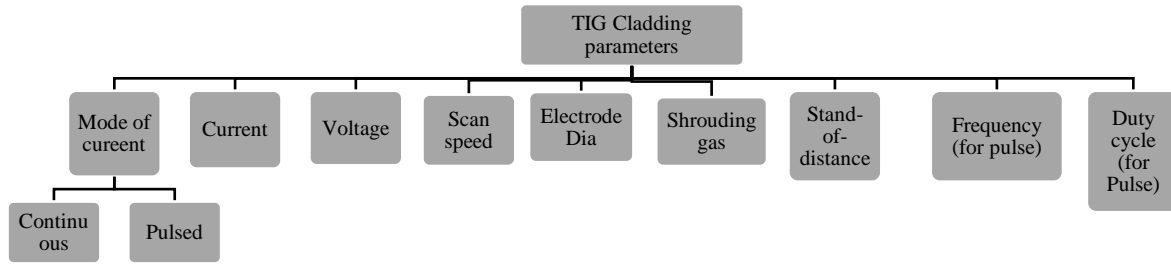 TIG Cladding
parameters
Mode of
cureent
Current
Voltage
Scan
speed
Electrode
Dia
Shrouding
gas
Stand-
of-
distance
Frequency
(for pulse)
Duty
cycle
(for
Pulse)
Continu
ous
Pulsed